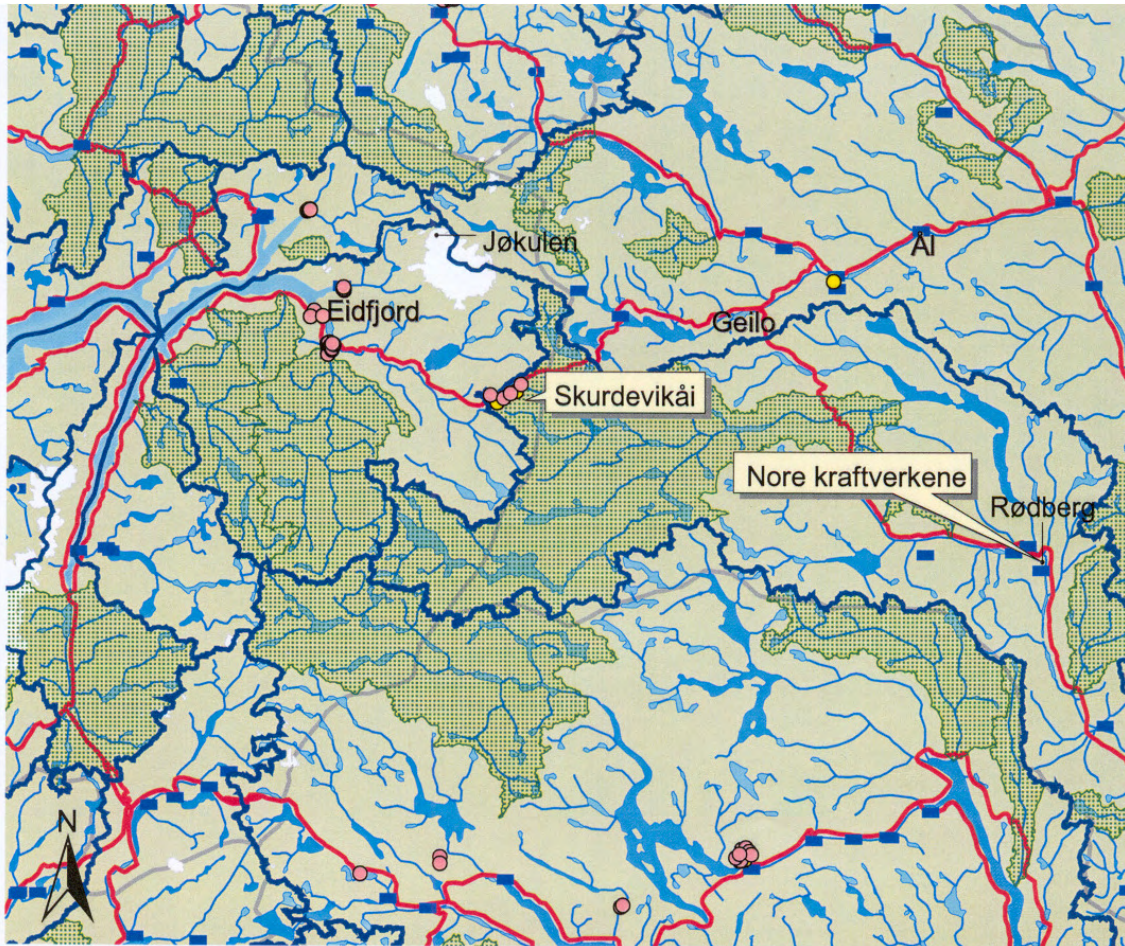 Jøkulen
Ål
Eidfjord
Geilo
Skurdevikåi
Nore kraftverkene
Rødberg
N